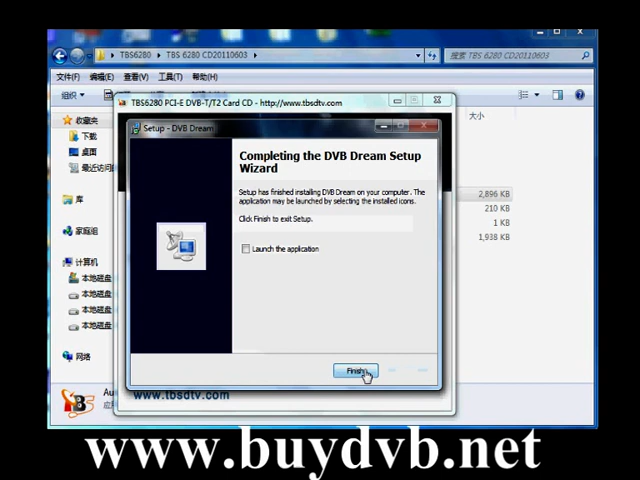 TBS6280 ▸ TBS 6280 CD20110603 ▸
搜索 TBS 6280 CD20110603
文件(F) 编辑(E) 查看(V) 工具(T) 帮助(H)
组织
TBS6280 PCI-E DVB-T/T2 Card CD - http://www.tbsdtv.com
大小
收藏夹
下载
桌面
最近访问
库
家庭组
计算机
本地磁盘
本地磁盘
本地磁盘
本地磁盘
网络
Setup - DVB Dream
Completing the DVB Dream Setup
Wizard
Setup has finished installing DVB Dream on your computer. The
application may be launched by selecting the installed icons.
Click Finish to exit Setup.
Launch the application
Finish
2,896 KB
210 KB
1 KB
1,938 KB
www.tbsdtv.com
www.buydvb.net